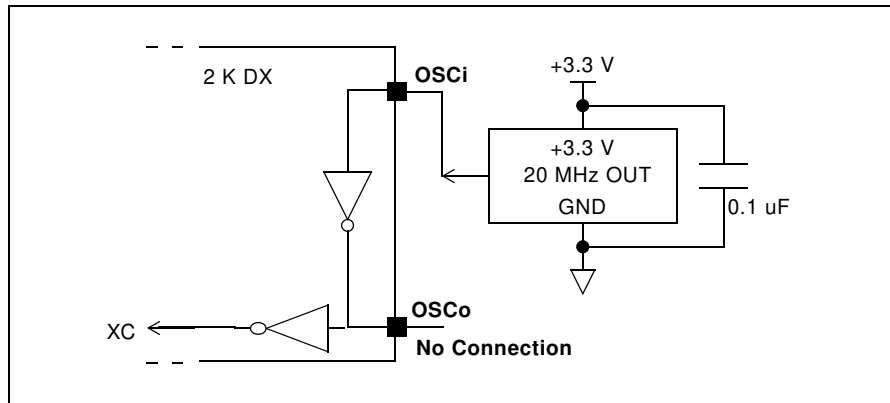 2 K DX
OSCi
+3.3 V
+3.3 V
20 MHz OUT
GND
0.1 uF
OSCo
XC
No Connection